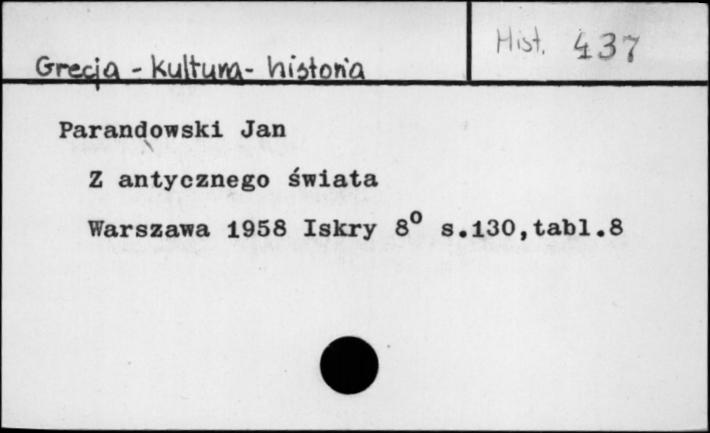 Hist. 437
Grecja - kultura - historia
Parandowski Jan
Z antycznego świata
Warszawa 1958 Iskry 8⁰ s.130,tabl.8